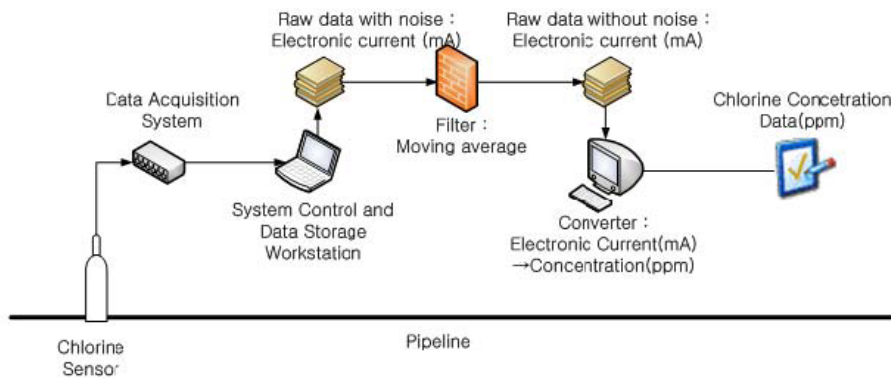 Raw data with noise :
Electronic current (mA)
Raw data without noise :
Electronic current (mA)
Data Acquisition
System
Filter :
Moving average
Chlorine Concetration
Data(ppm)
System Control and
Data Storage
Workstation
Converter :
Electronic Current(mA)
→Concentration(ppm)
Pipeline
Chlorine
Sensor